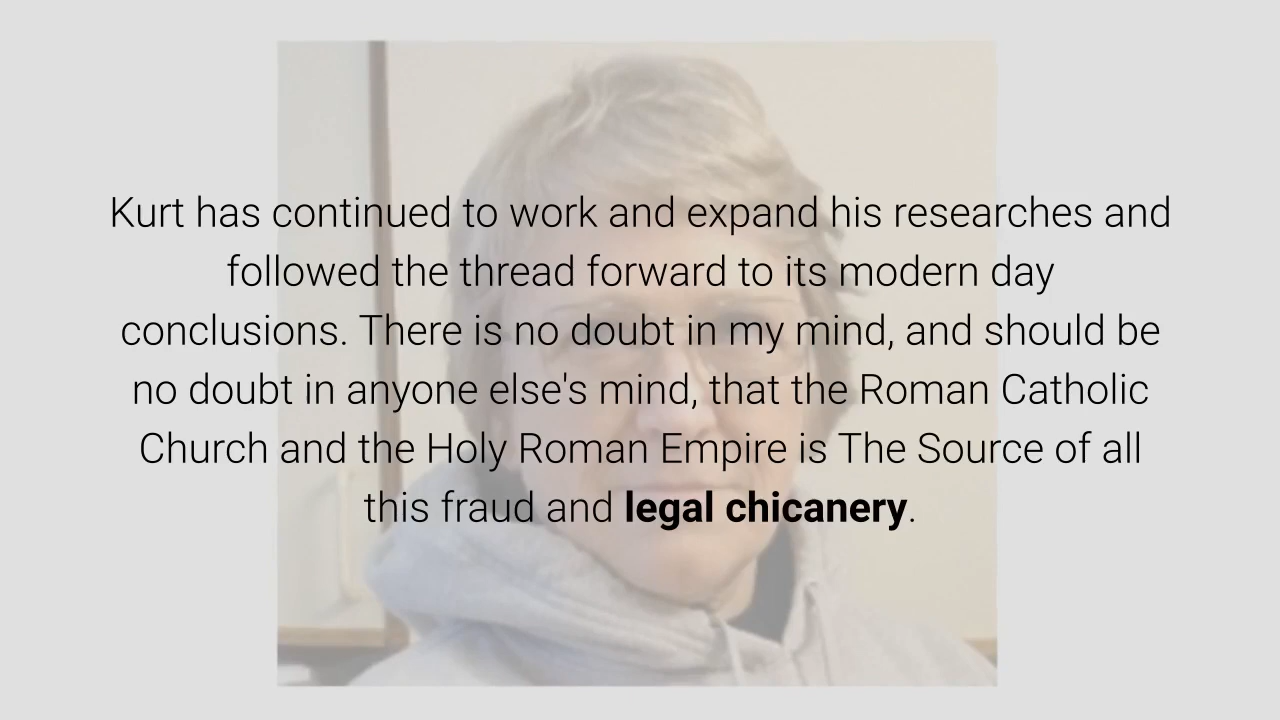 Kurt has continued to work and expand his researches and
followed the thread forward to its modern day
conclusions. There is no doubt in my mind, and should be
no doubt in anyone else's mind, that the Roman Catholic
Church and the Holy Roman Empire is The Source of all
this fraud and legal chicanery.